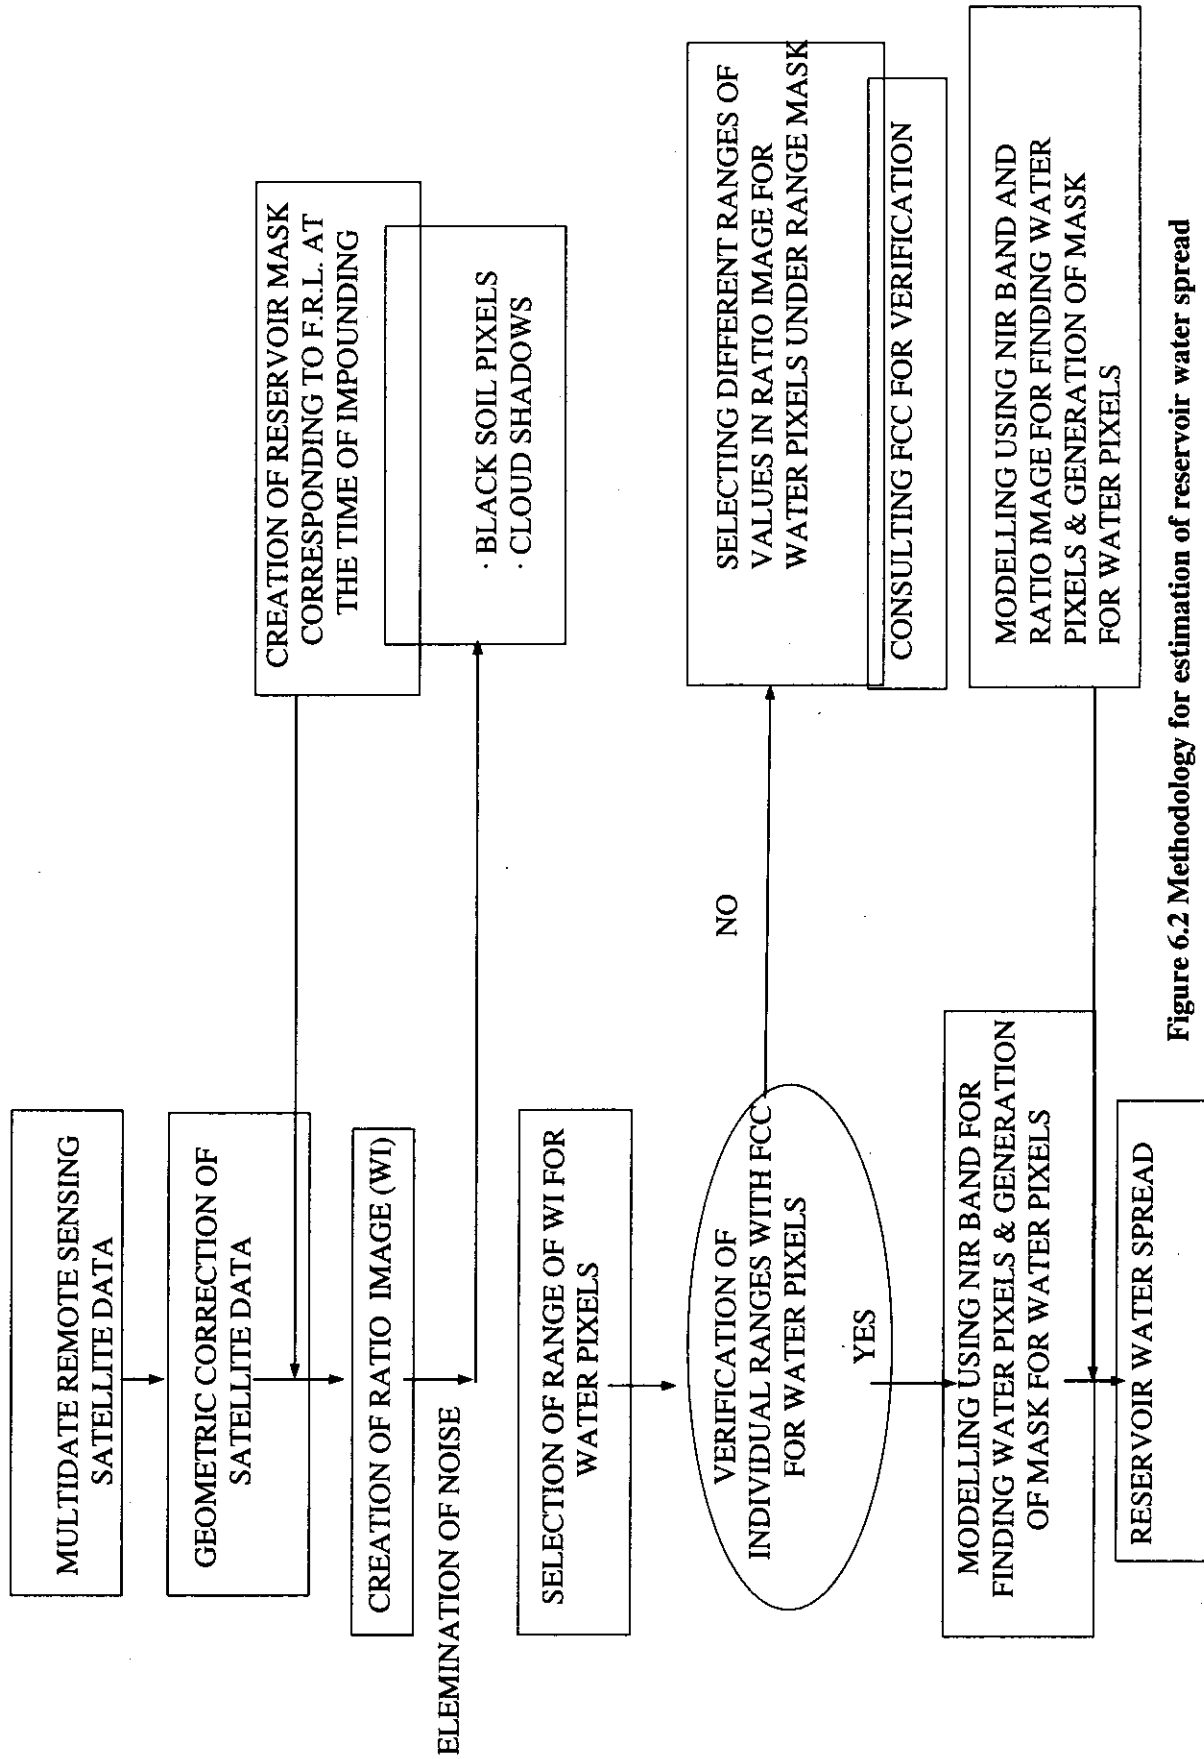 MULTIDATE REMOTE SENSING
SATELLITE DATA
GEOMETRIC CORRECTION OF
SATELLITE DATA
CREATION OF RESERVOIR MASK
CORRESPONDING TO F.R.L. AT
THE TIME OF IMPOUNDING
CREATION OF RATIO IMAGE (WI)
ELEMINATION OF NOISE
· BLACK SOIL PIXELS
· CLOUD SHADOWS
SELECTION OF RANGE OF WI FOR
WATER PIXELS
VERIFICATION OF
INDIVIDUAL RANGES WITH FCC
FOR WATER PIXELS
YES
NO
SELECTING DIFFERENT RANGES OF
VALUES IN RATIO IMAGE FOR
WATER PIXELS UNDER RANGE MASK
CONSULTING FCC FOR VERIFICATION
MODELLING USING NIR BAND FOR
FINDING WATER PIXELS & GENERATION
OF MASK FOR WATER PIXELS
MODELLING USING NIR BAND AND
RATIO IMAGE FOR FINDING WATER
PIXELS & GENERATION OF MASK
FOR WATER PIXELS
RESERVOIR WATER SPREAD
Figure 6.2 Methodology for estimation of reservoir water spread